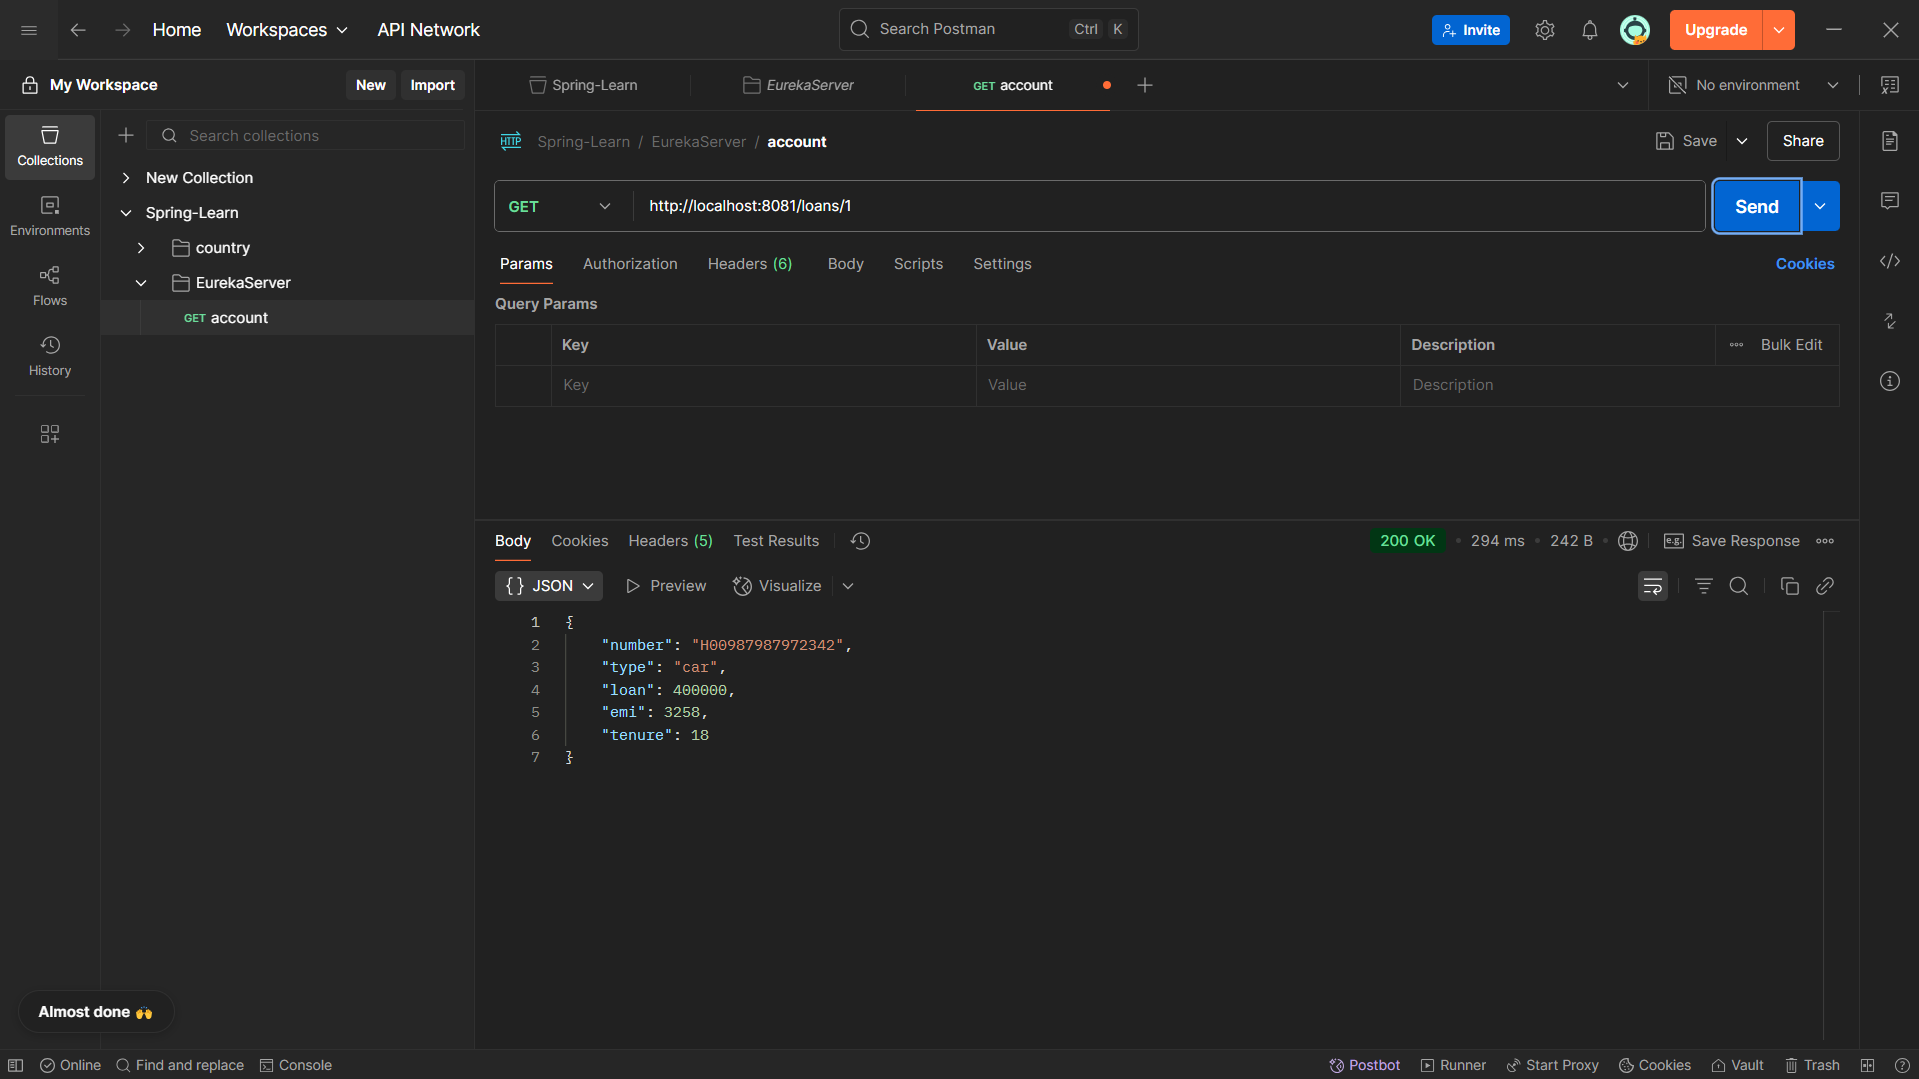 Home
Workspaces
API Network
Search Postman
Ctrl
K
Invite
Upgrade
My Workspace
New
Import
Spring-Learn
EurekaServer
GET account
No environment
Collections
Environments
Flows
History
Search collections
New Collection
Spring-Learn
country
EurekaServer
GET account
HTTP
Spring-Learn / EurekaServer / account
Save
Share
GET
http://localhost:8081/loans/1
Send
Params
Authorization
Headers (6)
Body
Scripts
Settings
Cookies
Query Params
Key
Value
Description
Bulk Edit
Key
Value
Description
Body
Cookies
Headers (5)
Test Results
200 OK
294 ms
242 B
e.g.
Save Response
{} JSON
Preview
Visualize
1 {
2 "number": "H00987987972342",
3 "type": "car",
4 "loan": 400000,
5 "emi": 3258,
6 "tenure": 18
7 }
Almost done 🙌
Online
Find and replace
Console
Postbot
Runner
Start Proxy
Cookies
Vault
Trash